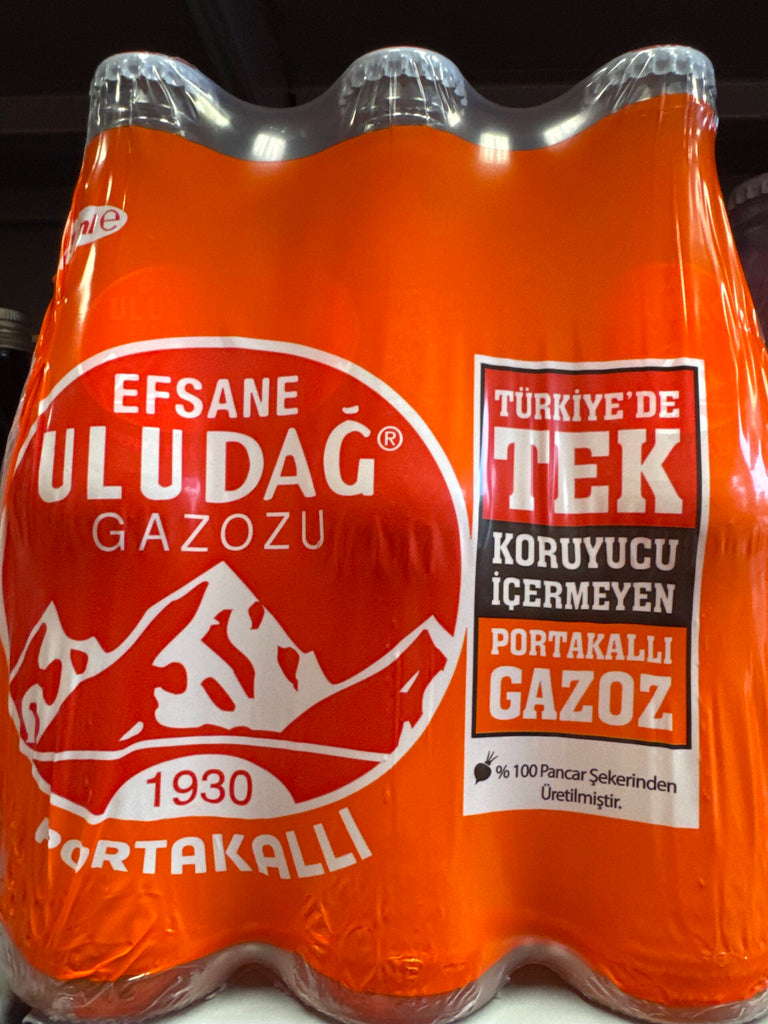 EFSANE
ULUDAĞ®
GAZOZU
1930
PORTAKALLI
TÜRKİYE'DE
TEK
KORUYUCU
İÇERMEYEN
PORTAKALLI
GAZOZ
% 100 Pancar Şekerinden
Üretilmiştir.